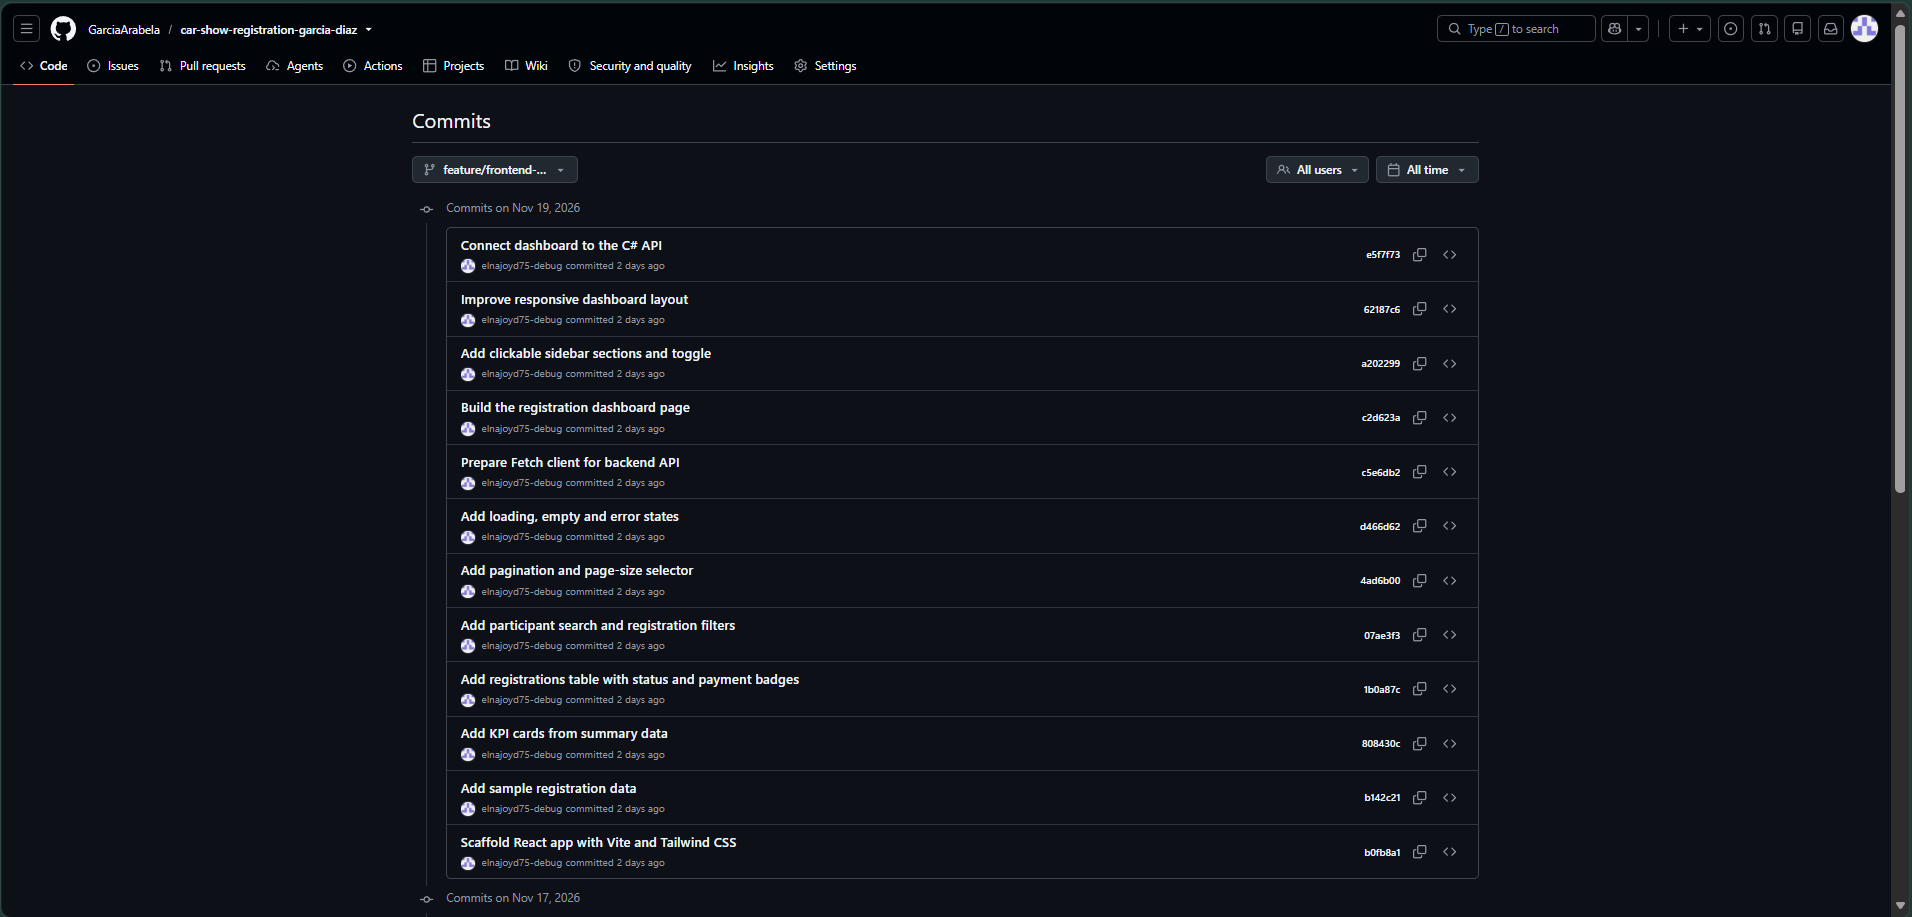 GarciaArabela / car-show-registration-garcia-diaz
Type / to search
Code Issues Pull requests Agents Actions Projects Wiki Security and quality Insights Settings
Commits
feature/frontend-... All users All time
Commits on Nov 19, 2026
Connect dashboard to the C# API
elnajoyd75-debug committed 2 days ago
e5f7f73
Improve responsive dashboard layout
elnajoyd75-debug committed 2 days ago
62187c6
Add clickable sidebar sections and toggle
elnajoyd75-debug committed 2 days ago
a202299
Build the registration dashboard page
elnajoyd75-debug committed 2 days ago
c2d623a
Prepare Fetch client for backend API
elnajoyd75-debug committed 2 days ago
c5e6db2
Add loading, empty and error states
elnajoyd75-debug committed 2 days ago
d466d62
Add pagination and page-size selector
elnajoyd75-debug committed 2 days ago
4ad6b00
Add participant search and registration filters
elnajoyd75-debug committed 2 days ago
07ae3f3
Add registrations table with status and payment badges
elnajoyd75-debug committed 2 days ago
1b0a87c
Add KPI cards from summary data
elnajoyd75-debug committed 2 days ago
808430c
Add sample registration data
elnajoyd75-debug committed 2 days ago
b142c21
Scaffold React app with Vite and Tailwind CSS
elnajoyd75-debug committed 2 days ago
b0fb8a1
Commits on Nov 17, 2026